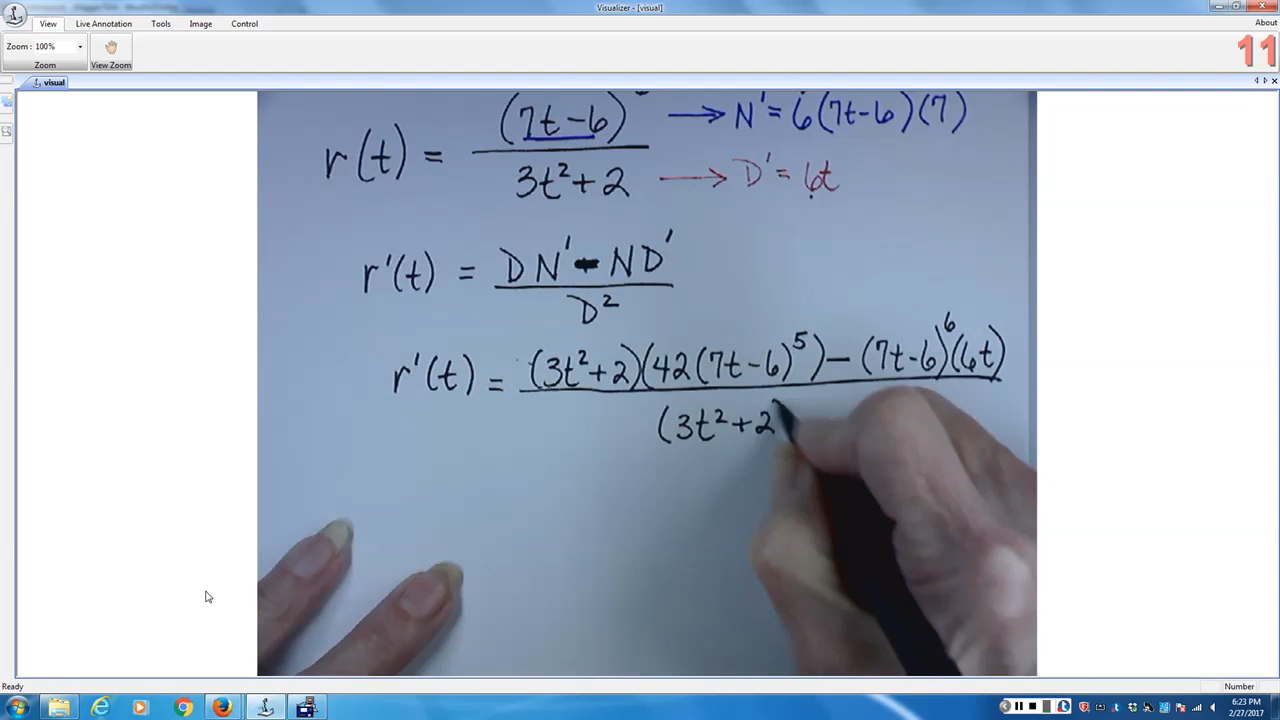 Visualizer - [visual]
View Live Annotation Tools Image Control About
Zoom : 100% View Zoom 11
Zoom View Zoom
visual
r(t) = (7t-6) / 3t²+2 → N' = 6(7t-6)(7)
→ D' = 6t
r'(t) = DN' - ND' / D²
r'(t) = (3t²+2)(42(7t-6)⁵) - (7t-6)⁶(6t)
(3t²+2)
Ready Number
6:23 PM
2/27/2017